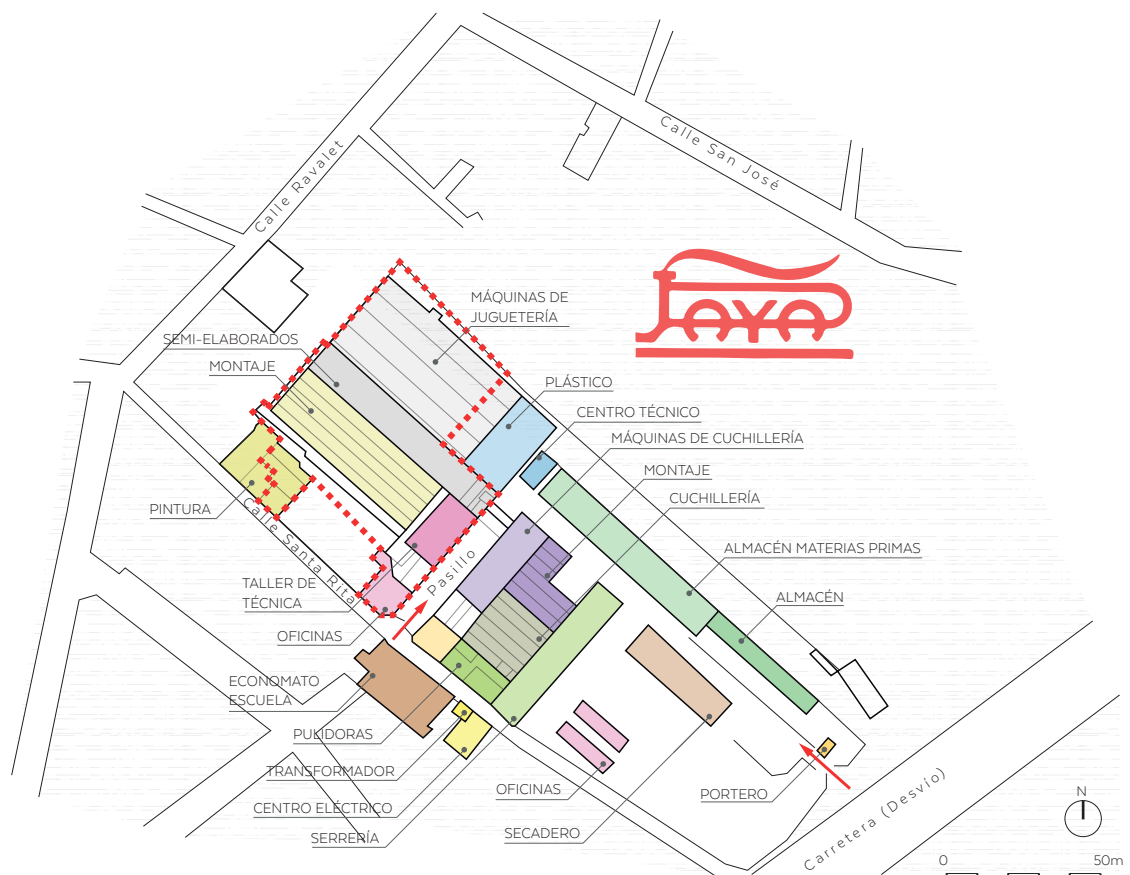 Calle Ravalet
Calle San José
Payá
MÁQUINAS DE
JUGUETERÍA
SEMI-ELABORADOS
MONTAJE
PLÁSTICO
CENTRO TÉCNICO
MÁQUINAS DE CUCHILLERÍA
MONTAJE
CUCHILLERÍA
PINTURA
Calle Santa Rita
Pasillo
ALMACÉN MATERIAS PRIMAS
TALLER DE
TÉCNICA
ALMACÉN
OFICINAS
ECONOMATO
ESCUELA
PULIDORAS
TRANSFORMADOR
CENTRO ELÉCTRICO
SERRERÍA
OFICINAS
SECADERO
PORTERO
Carretera (Desvío)
N
0 50m